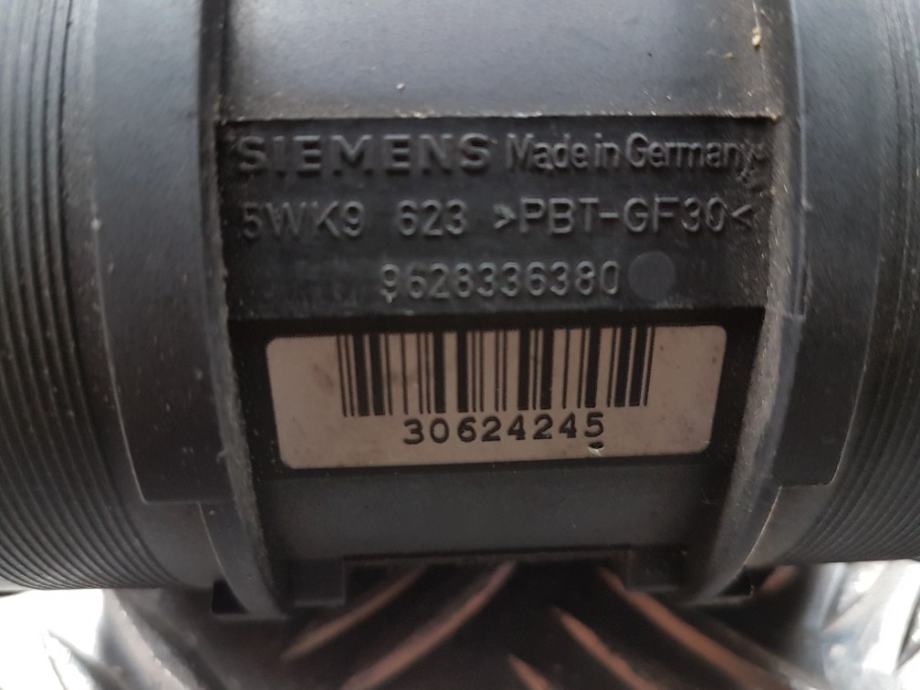 SIEMENS Made in Germany
5WK9 623 >PBT-GF30<
9628336380
30624245